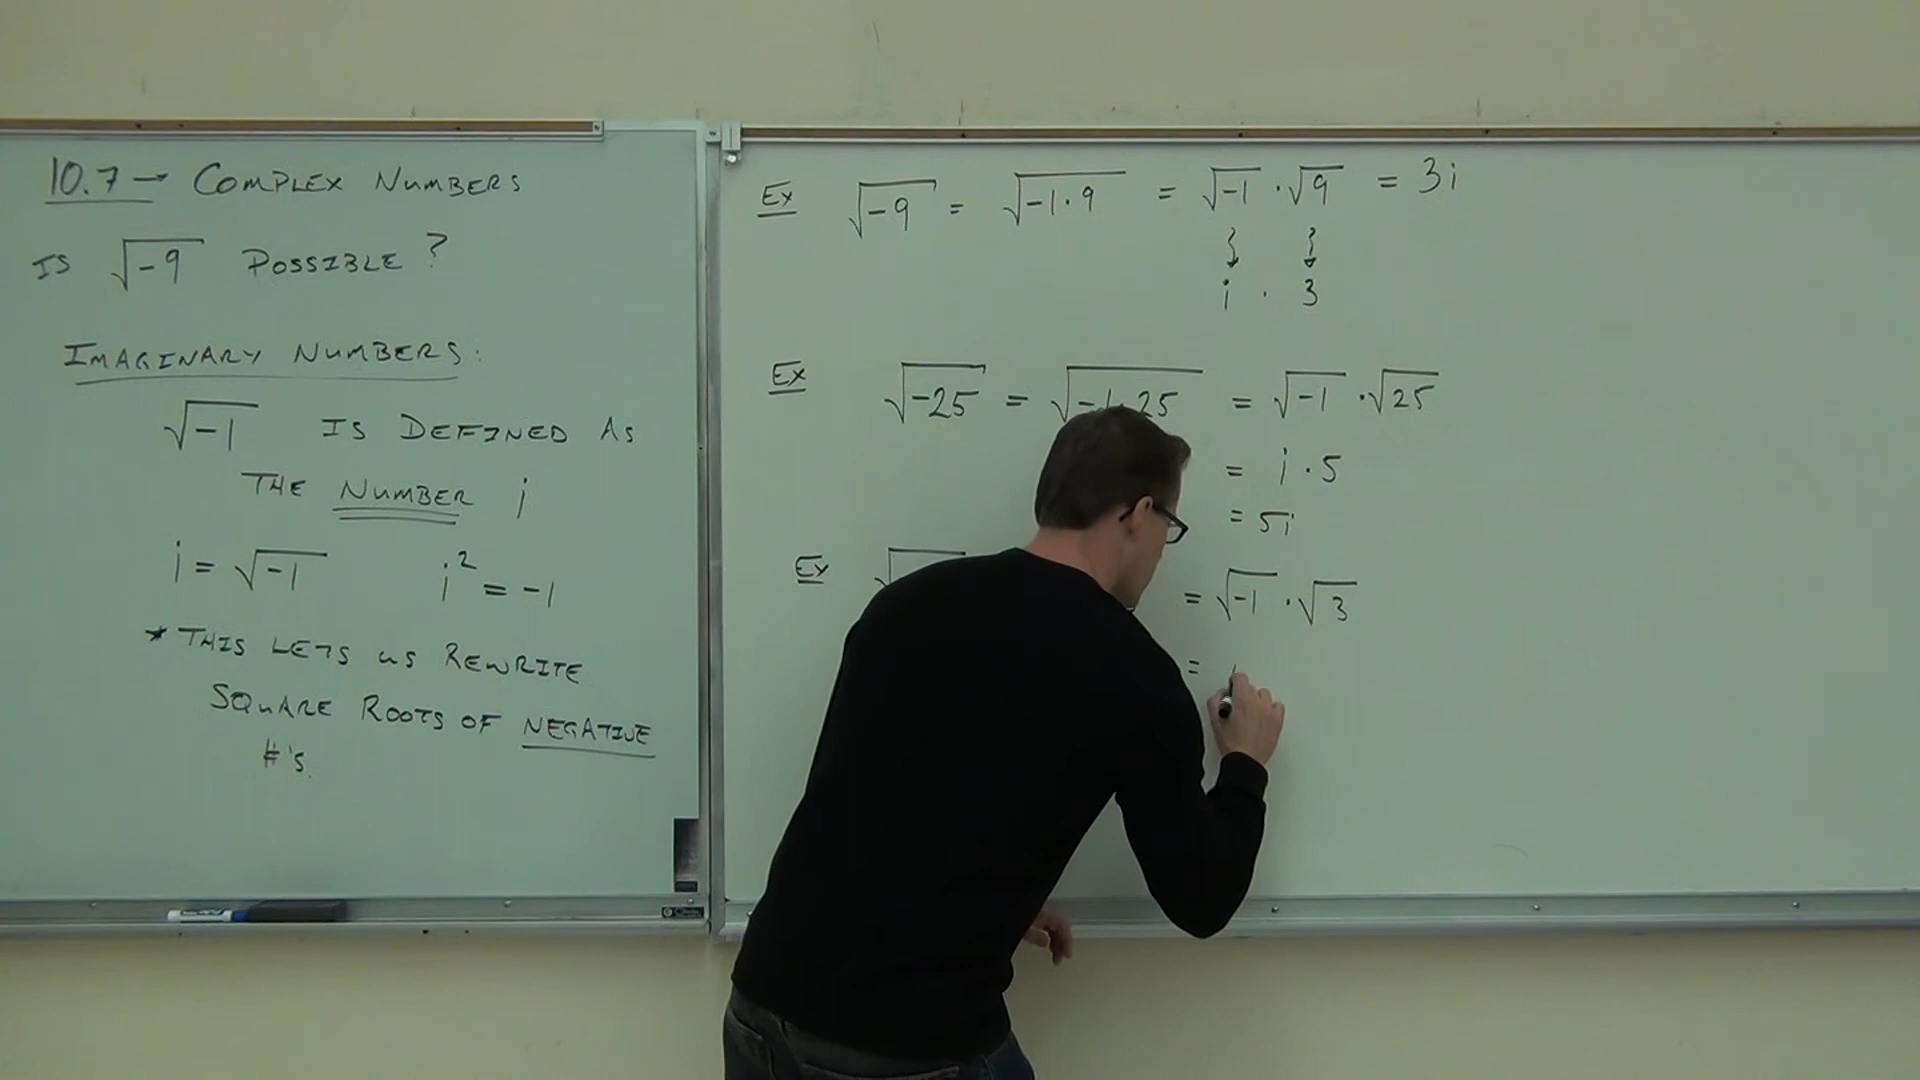 10.7 → COMPLEX NUMBERS
IS √-9 POSSIBLE?
IMAGINARY NUMBERS:
√-1 IS DEFINED AS
THE NUMBER i
i = √-1 i² = -1
* THIS LETS US REWRITE
SQUARE ROOTS OF NEGATIVE
#'s.
Ex √-9 = √-1·9 = √-1 · √9 = 3i
i · 3
Ex √-25 = √-1·25 = √-1 · √25
= i · 5
= 5i
Ex = √-1 · √3
=